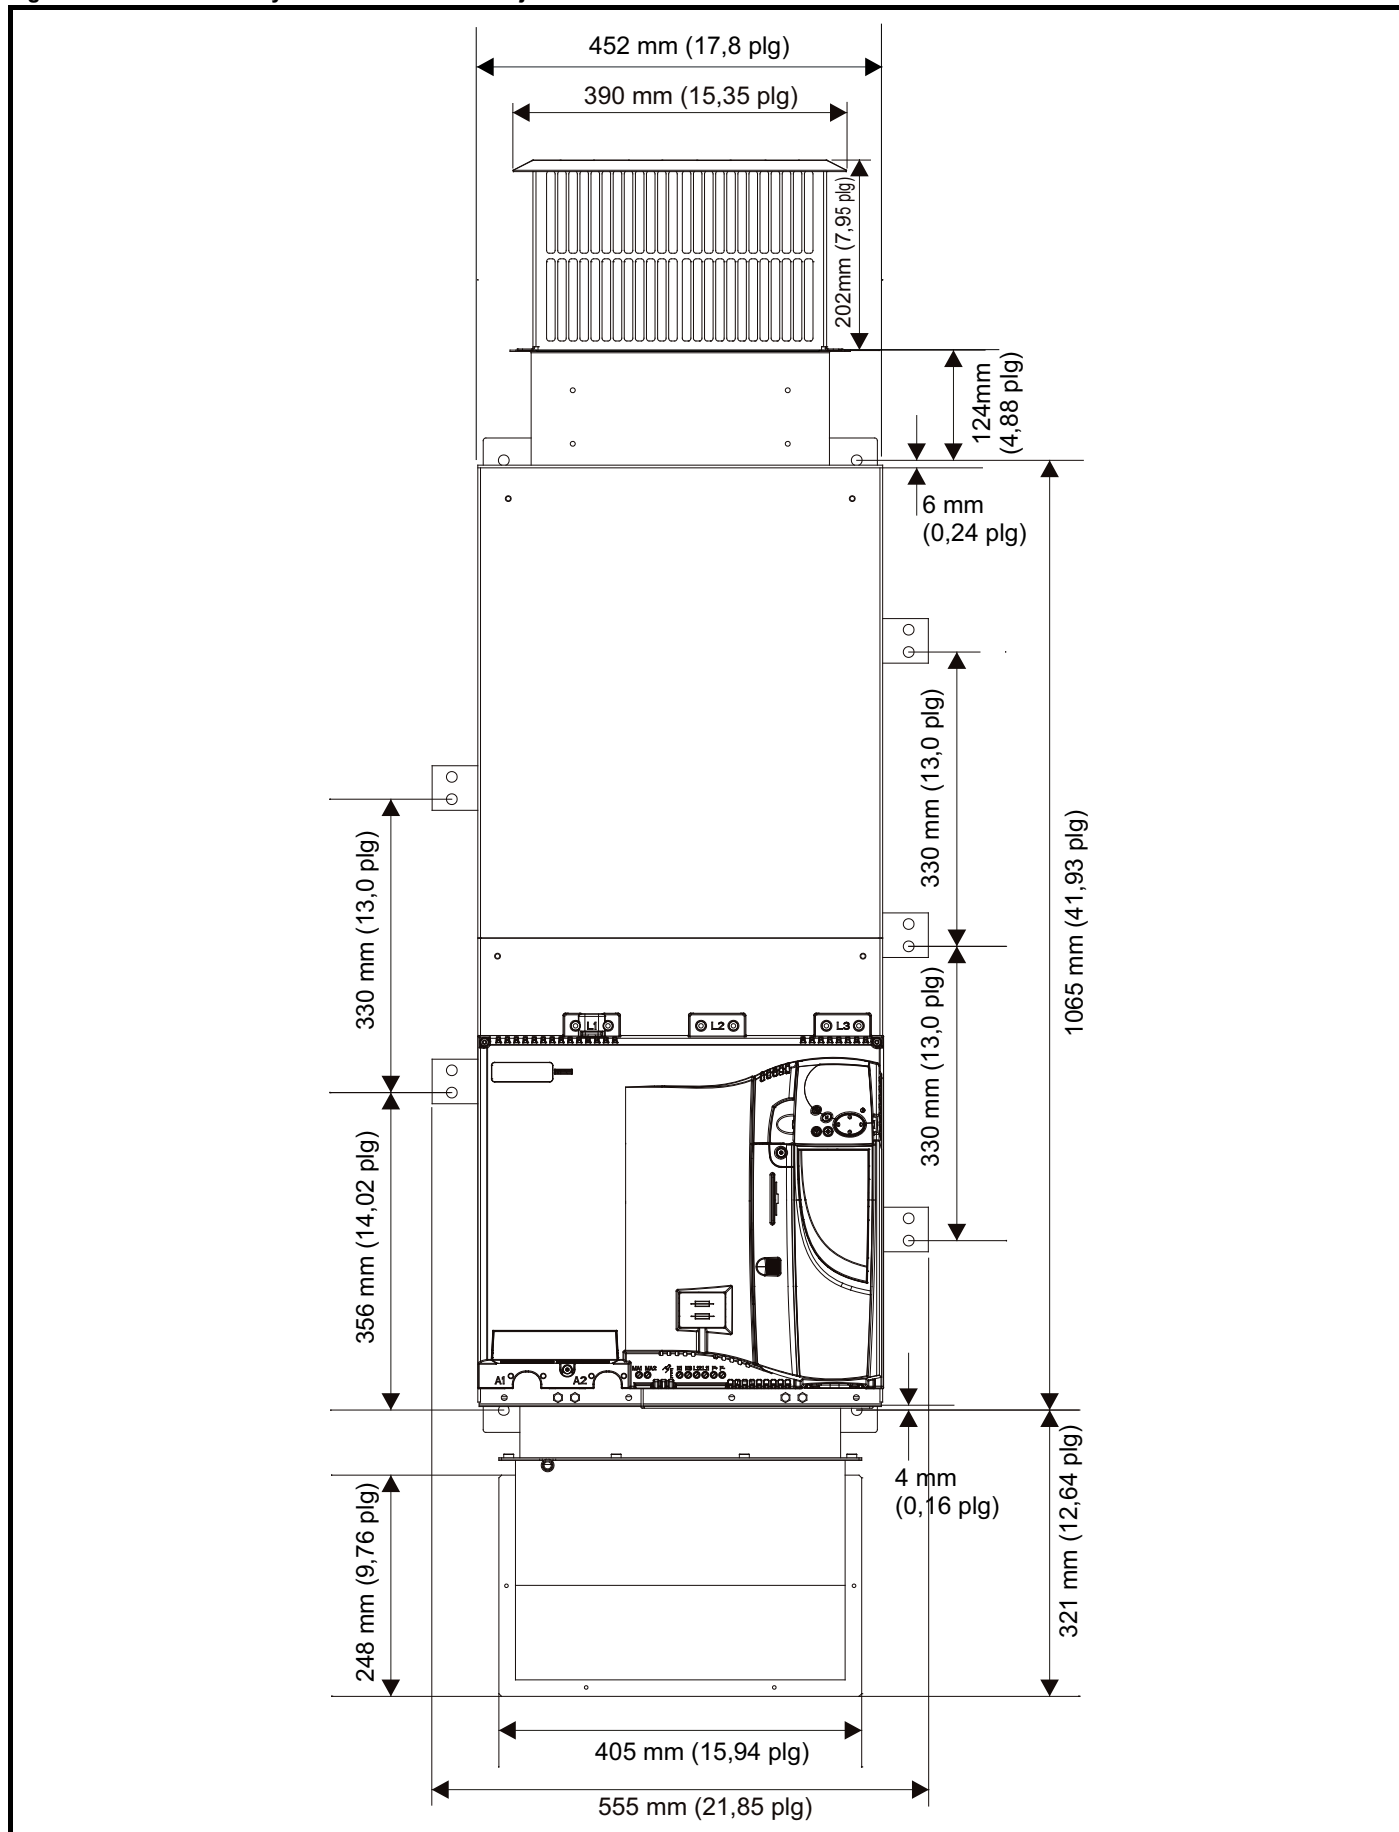 452 mm (17,8 plg)
390 mm (15,35 plg)
202mm (7,95 plg)
124mm
(4,88 plg)
6 mm
(0,24 plg)
330 mm (13,0 plg)
1065 mm (41,93 plg)
330 mm (13,0 plg)
330 mm (13,0 plg)
356 mm (14,02 plg)
L1
L2
L3
A1
A2
MA1 MA2
4 mm
(0,16 plg)
248 mm (9,76 plg)
321 mm (12,64 plg)
405 mm (15,94 plg)
555 mm (21,85 plg)